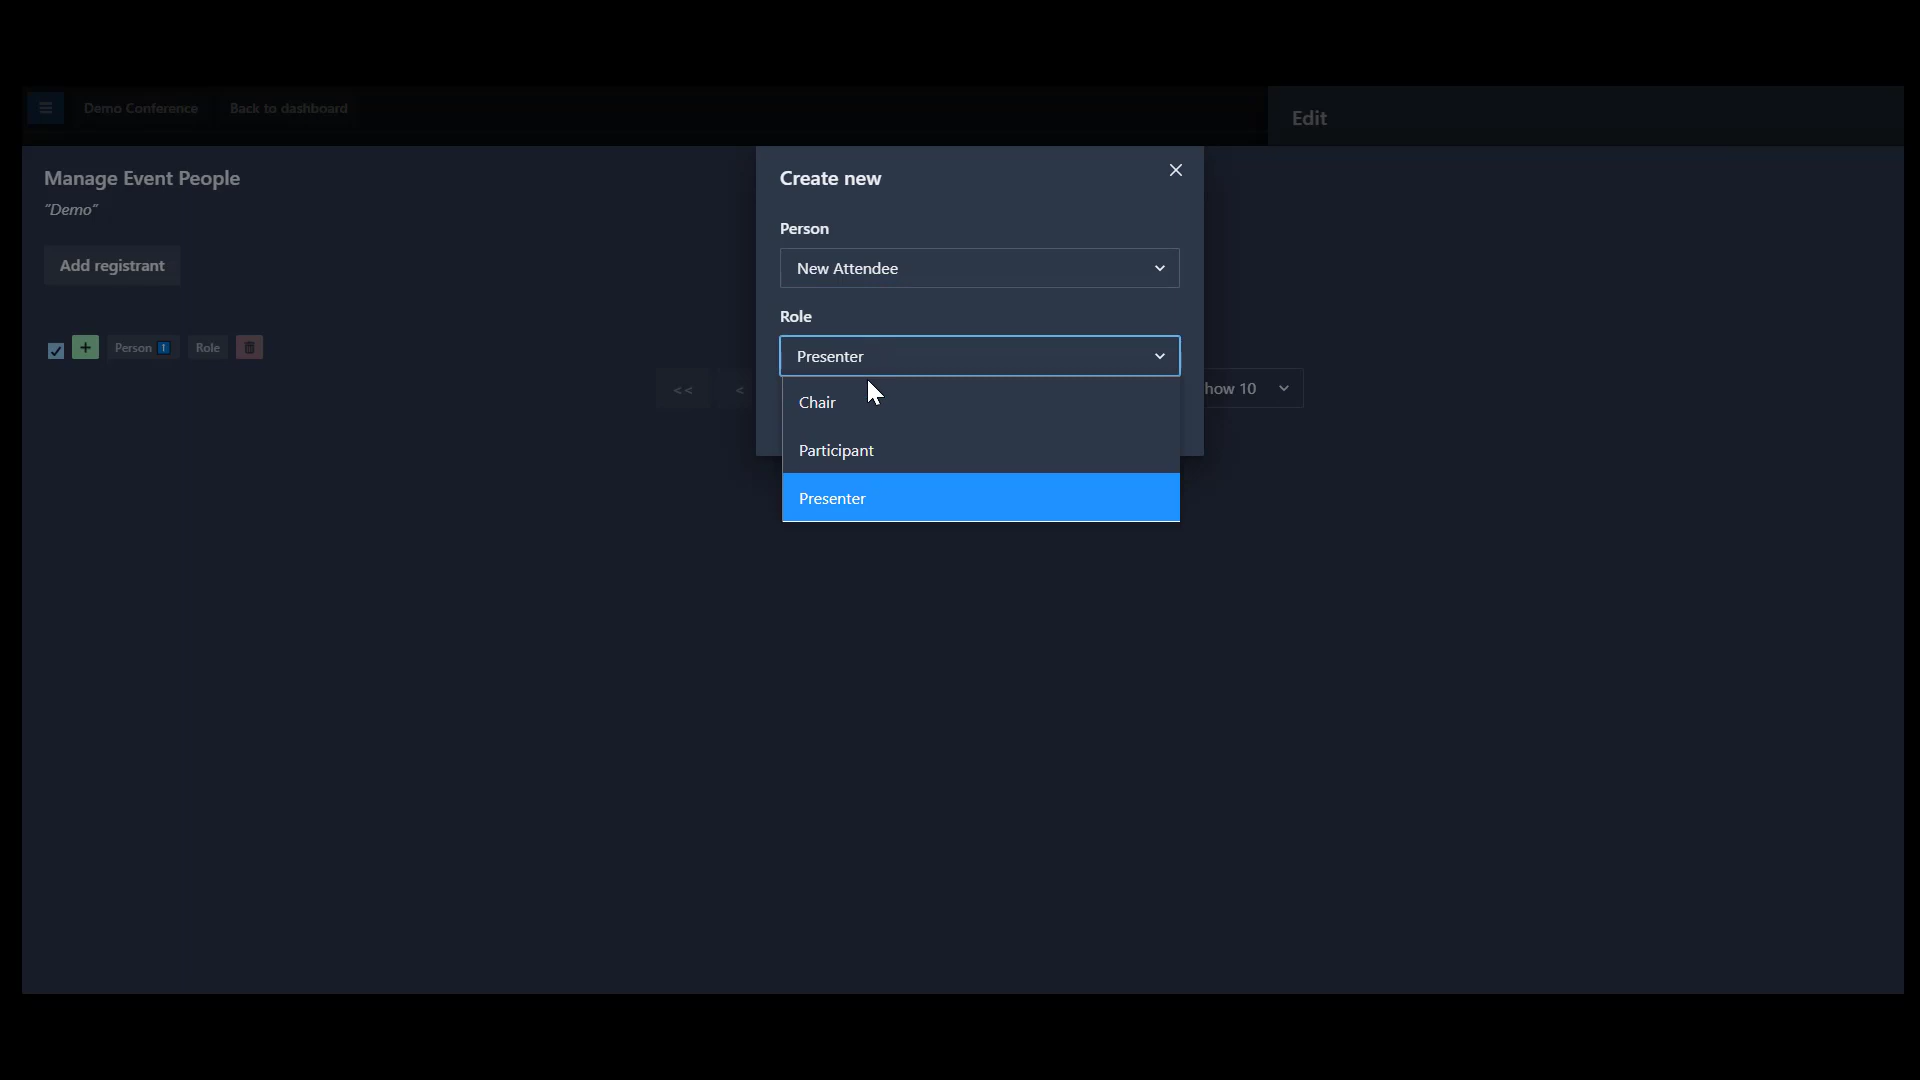 Demo Conference
Back to dashboard
Edit
Manage Event People
"Demo"
Add registrant
Person
Role
Create new
Person
New Attendee
Role
Presenter
Chair
Participant
Presenter
<<
<
how 10